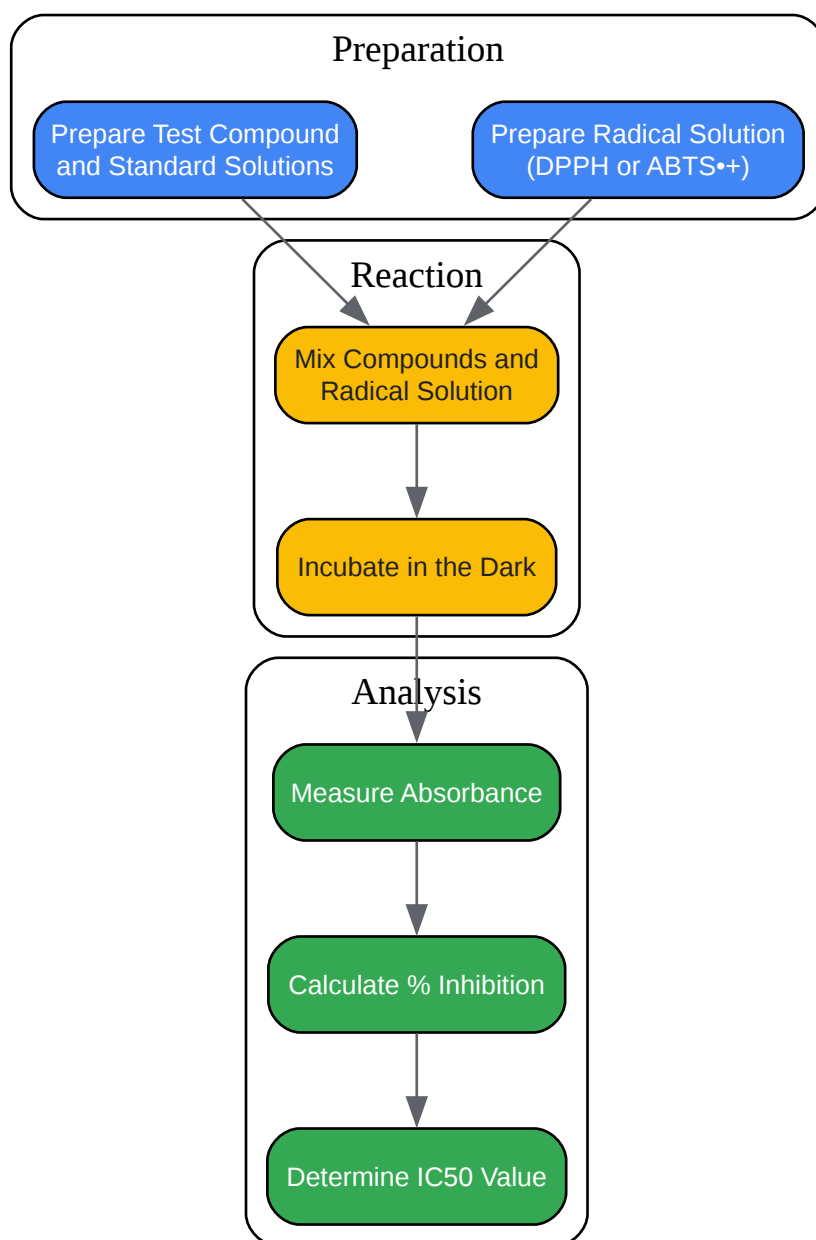 Preparation
Prepare Test Compound
and Standard Solutions
Prepare Radical Solution
(DPPH or ABTS•+)
Reaction
Mix Compounds and
Radical Solution
Incubate in the Dark
Analysis
Measure Absorbance
Calculate % Inhibition
Determine IC50 Value